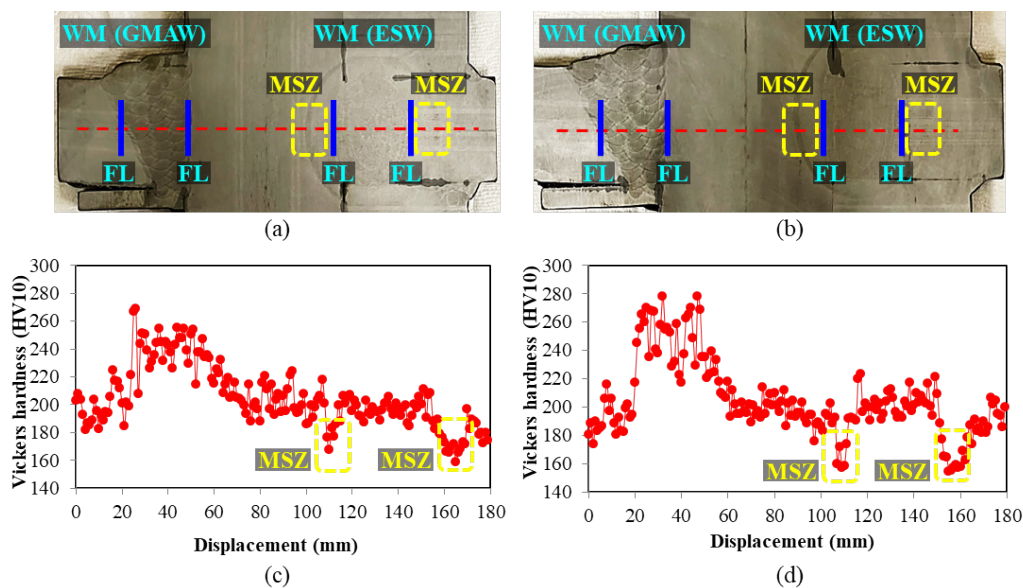 WM (GMAW) WM (ESW)
MSZ MSZ
FL FL FL FL
(a)
WM (GMAW) WM (ESW)
MSZ MSZ
FL FL FL FL
(b)
Vickers hardness (HV10)
300
280
260
240
220
200
180
160
140
MSZ MSZ
0 20 40 60 80 100 120 140 160 180
Displacement (mm)
(c)
Vickers hardness (HV10)
300
280
260
240
220
200
180
160
140
MSZ MSZ
0 20 40 60 80 100 120 140 160 180
Displacement (mm)
(d)